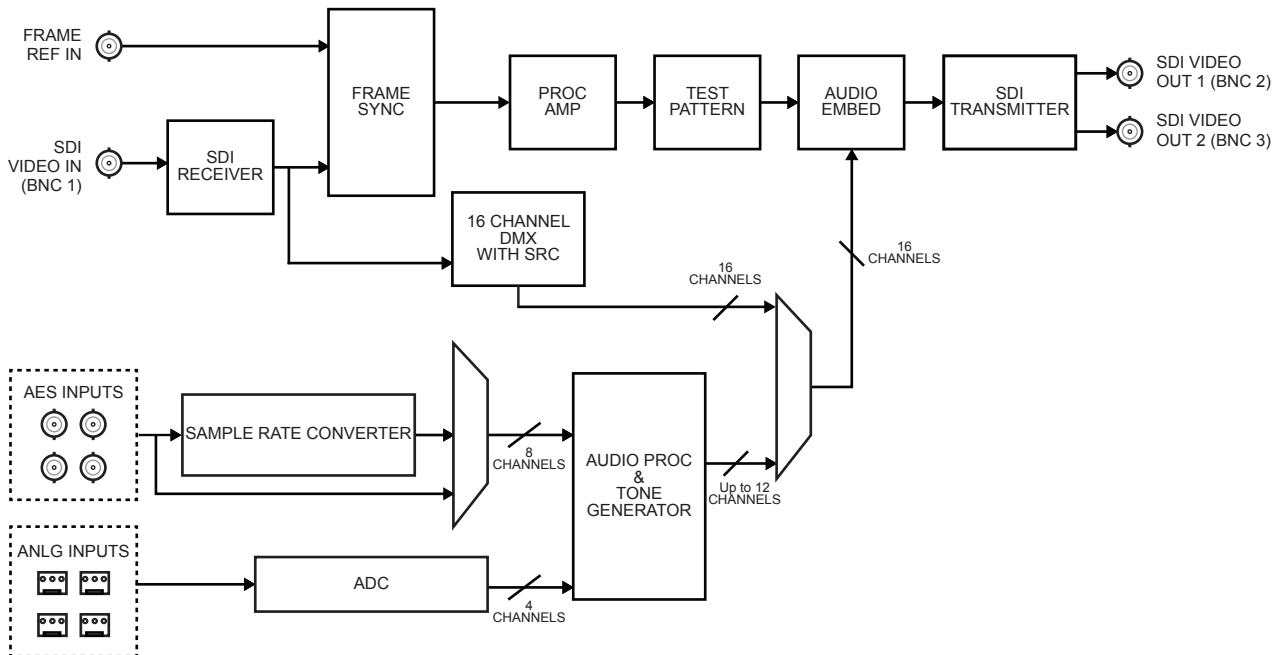 FRAME
REF IN
FRAME
SYNC
PROC
AMP
TEST
PATTERN
AUDIO
EMBED
SDI
TRANSMITTER
SDI VIDEO
OUT 1 (BNC 2)
SDI VIDEO
OUT 2 (BNC 3)
SDI
VIDEO IN
(BNC 1)
SDI
RECEIVER
16 CHANNEL
DMX
WITH SRC
16
CHANNELS
16
CHANNELS
AES INPUTS
SAMPLE RATE CONVERTER
8
CHANNELS
AUDIO PROC
&
TONE
GENERATOR
Up to 12
CHANNELS
ANLG INPUTS
ADC
4
CHANNELS